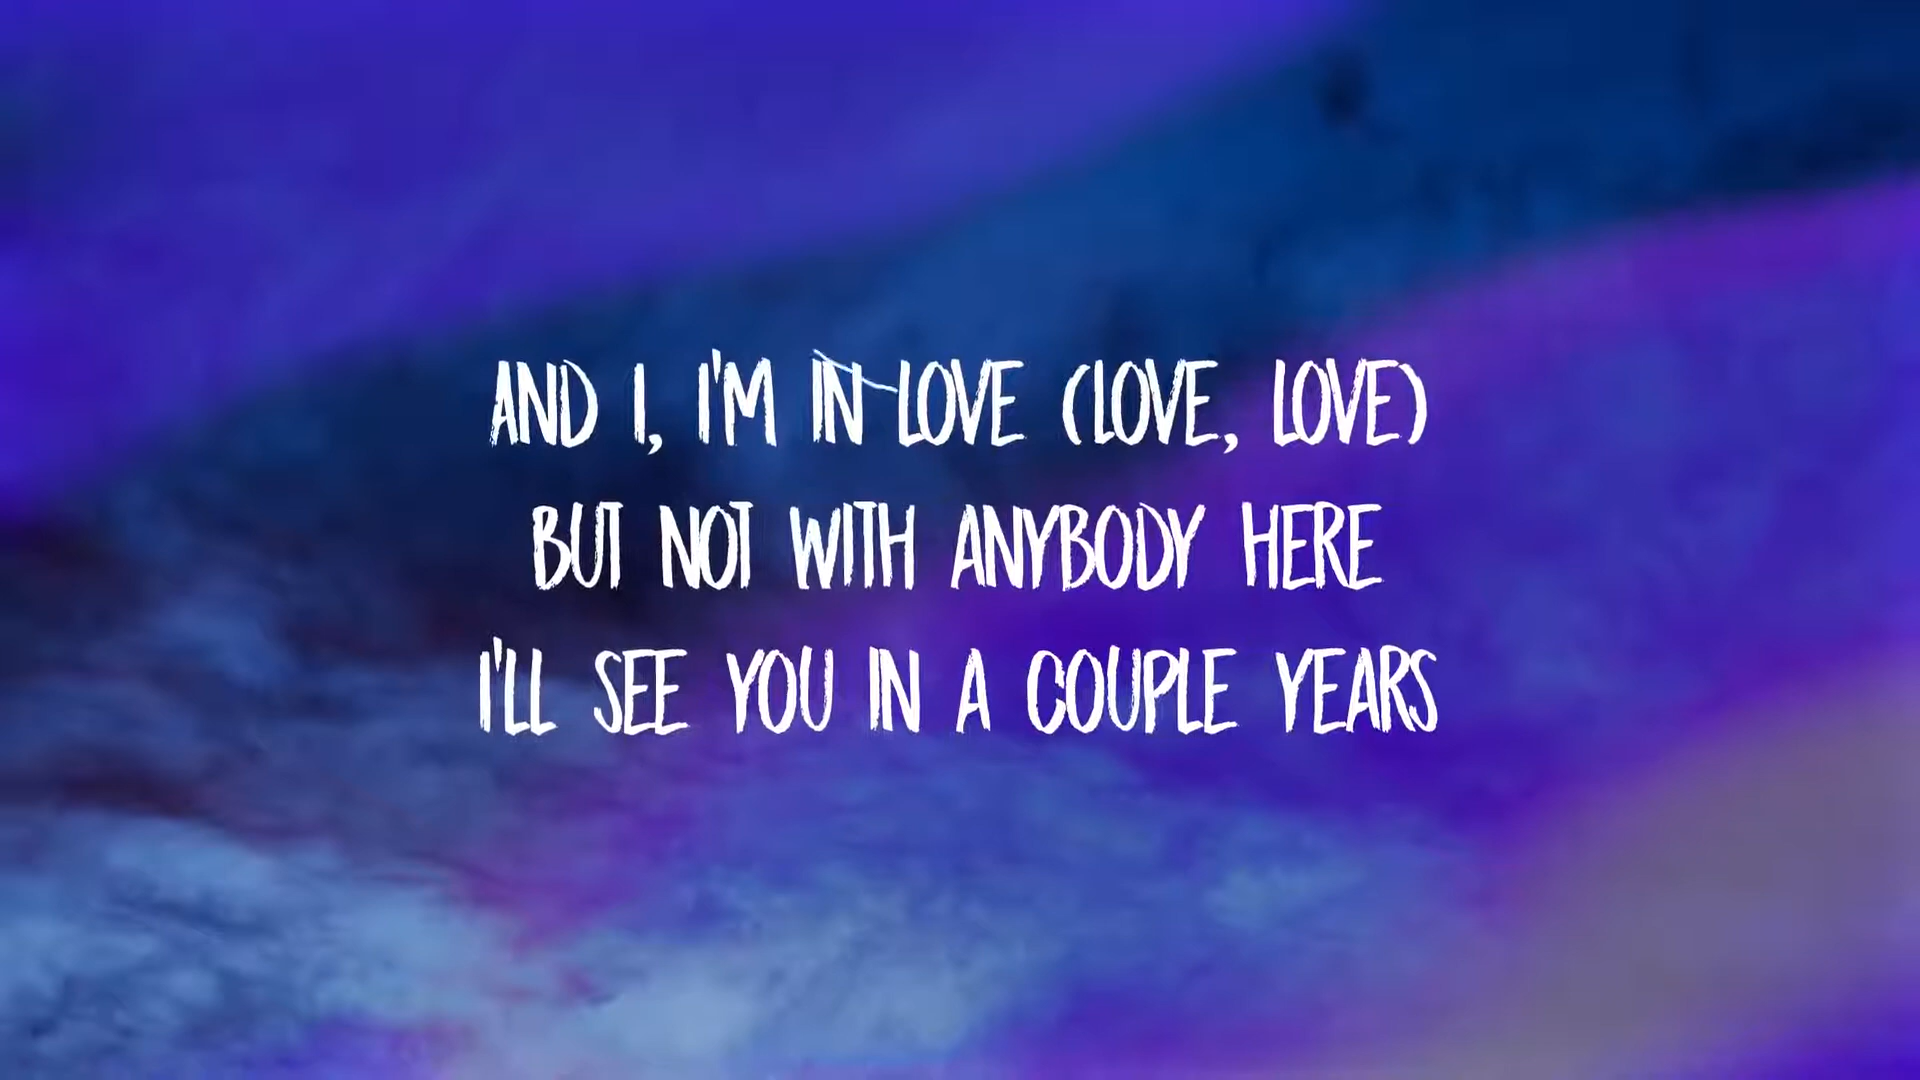 AND I, I'M IN LOVE (LOVE, LOVE)
BUT NOT WITH ANYBODY HERE
I'LL SEE YOU IN A COUPLE YEARS